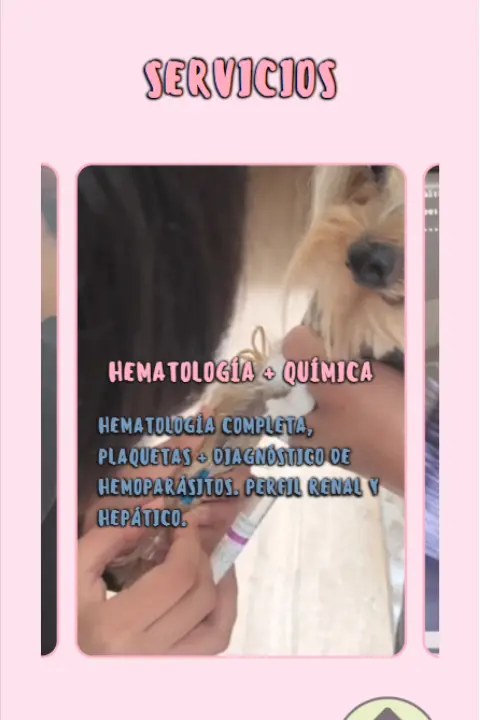 SERVICIOS
HEMATOLOGÍA + QUÍMICA
HEMATOLOGÍA COMPLETA,
PLAQUETAS + DIAGNÓSTICO DE
HEMOPARÁSITOS. PERFIL RENAL Y
HEPÁTICO.